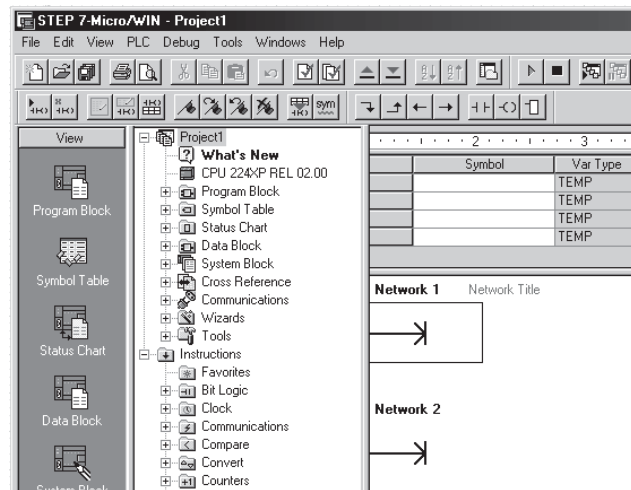 STEP 7-Micro/WIN - Project1
File Edit View PLC Debug Tools Windows Help
sym
View
Program Block
Symbol Table
Status Chart
Data Block
System Block
Project1
What's New
CPU 224XP REL 02.00
Program Block
Symbol Table
Status Chart
Data Block
System Block
Cross Reference
Communications
Wizards
Tools
Instructions
Favorites
Bit Logic
Clock
Communications
Compare
Convert
Counters
2 3
Symbol Var Type
TEMP
TEMP
TEMP
TEMP
Network 1 Network Title
Network 2